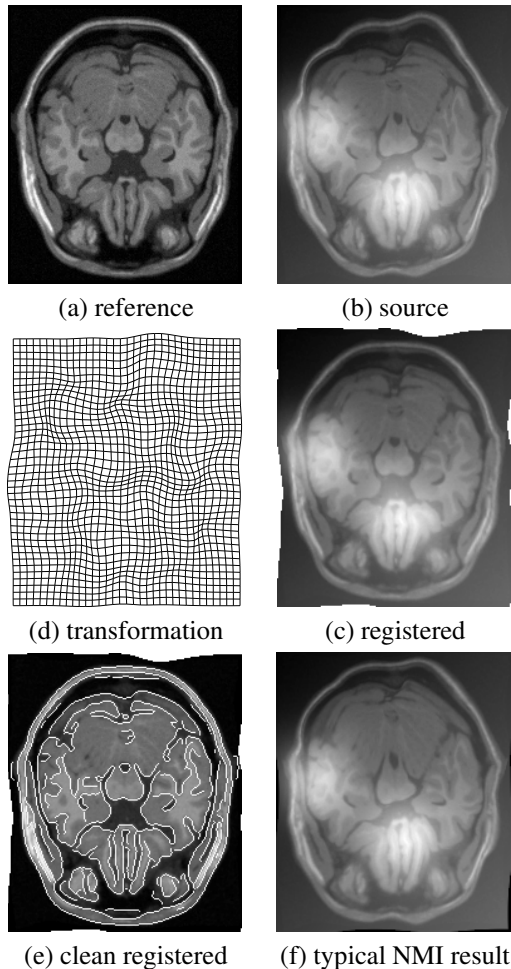 (a) reference
(b) source
(d) transformation
(c) registered
(e) clean registered
(f) typical NMI result